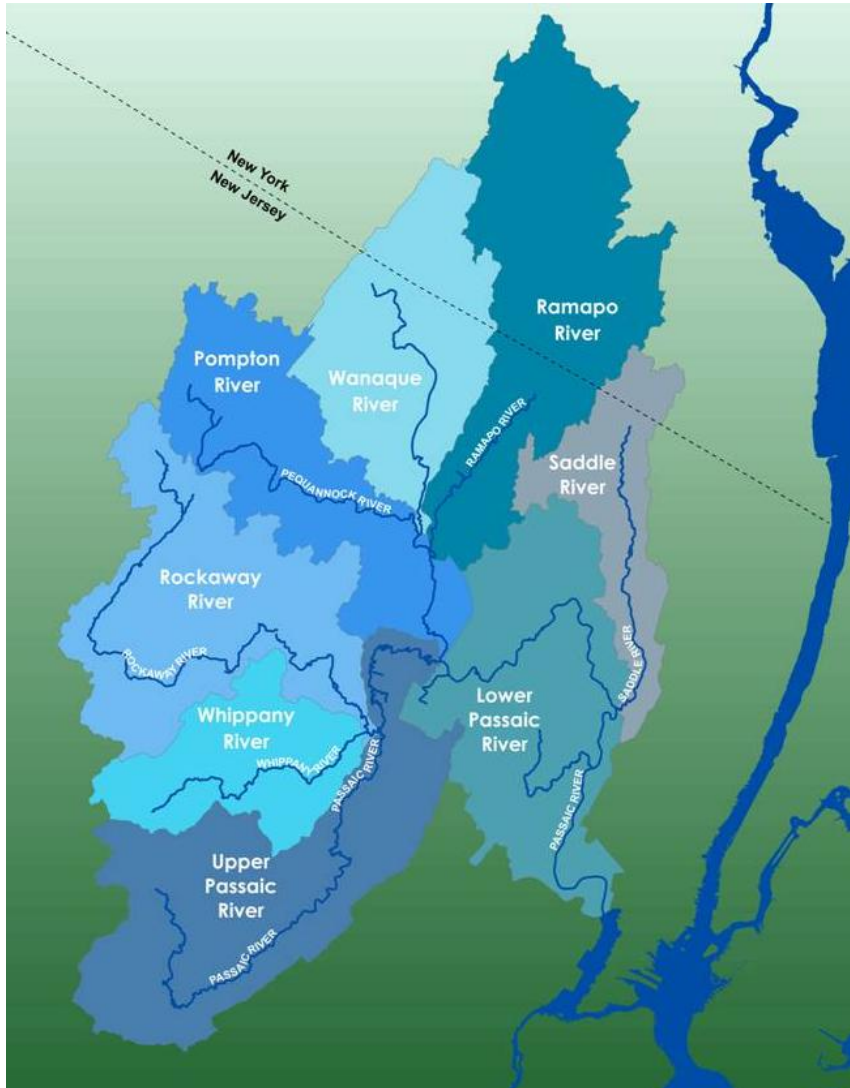 New York
New Jersey
Ramapo
River
Pompton
River
Wanaque
River
RAMAPO RIVER
Saddle
River
PEQUANNOCK RIVER
Rockaway
River
ROCKAWAY RIVER
SADDLE RIVER
Lower
Passaic
River
Whippany
River
WHIPPANY RIVER
PASSAIC RIVER
PASSAIC RIVER
Upper
Passaic
River
PASSAIC RIVER